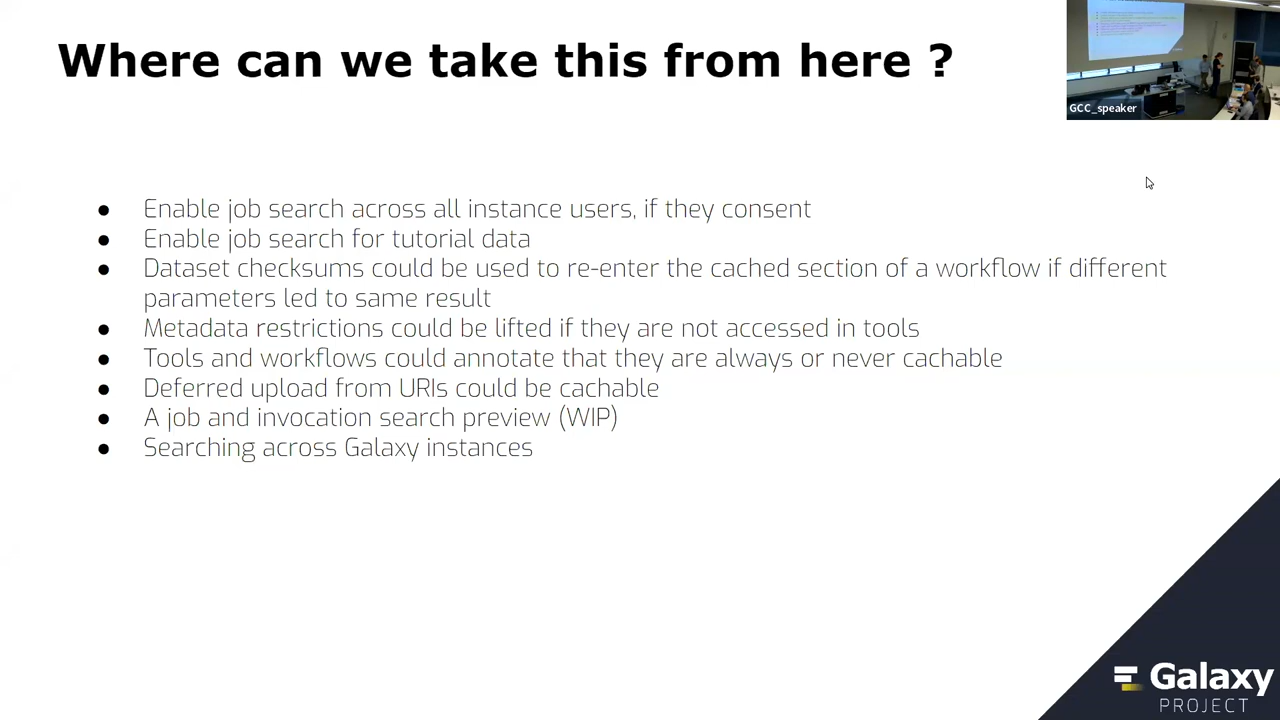 Where can we take this from here ?
GCC_speaker
● Enable job search across all instance users, if they consent
● Enable job search for tutorial data
● Dataset checksums could be used to re-enter the cached section of a workflow if different
parameters led to same result
● Metadata restrictions could be lifted if they are not accessed in tools
● Tools and workflows could annotate that they are always or never cachable
● Deferred upload from URIs could be cachable
● A job and invocation search preview (WIP)
● Searching across Galaxy instances
Galaxy
PROJECT